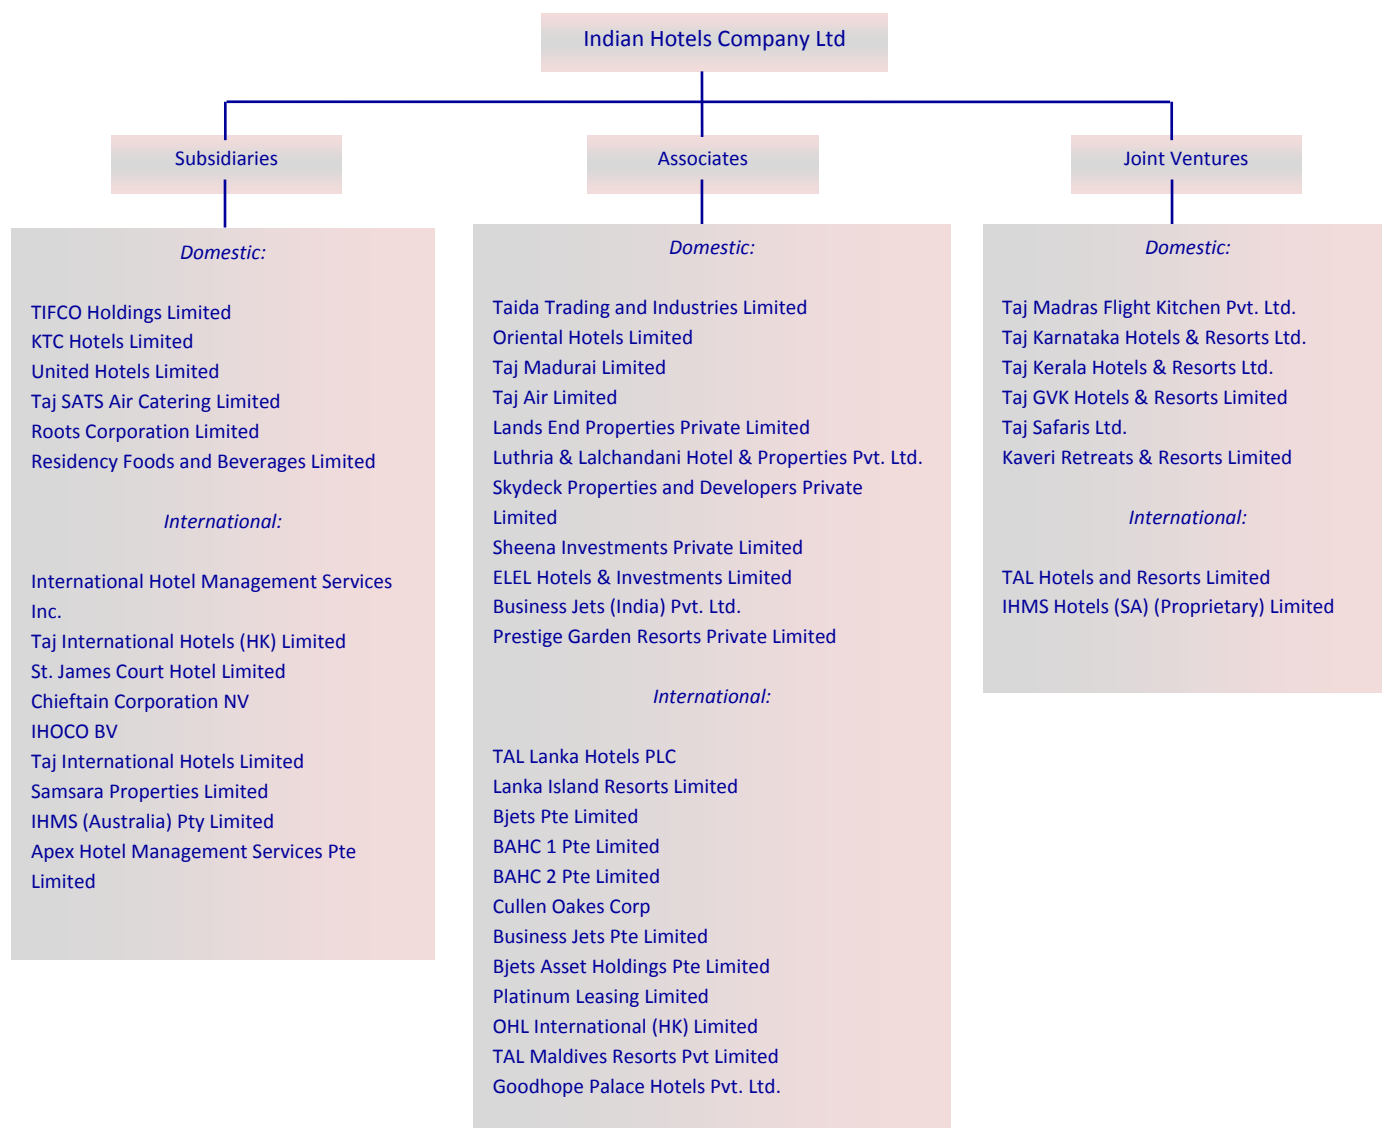 Indian Hotels Company Ltd
Subsidiaries
Associates
Joint Ventures
Domestic:
TIFCO Holdings Limited
KTC Hotels Limited
United Hotels Limited
Taj SATS Air Catering Limited
Roots Corporation Limited
Residency Foods and Beverages Limited
International:
International Hotel Management Services
Inc.
Taj International Hotels (HK) Limited
St. James Court Hotel Limited
Chieftain Corporation NV
IHOCO BV
Taj International Hotels Limited
Samsara Properties Limited
IHMS (Australia) Pty Limited
Apex Hotel Management Services Pte
Limited
Domestic:
Taida Trading and Industries Limited
Oriental Hotels Limited
Taj Madurai Limited
Taj Air Limited
Lands End Properties Private Limited
Luthria & Lalchandani Hotel & Properties Pvt. Ltd.
Skydeck Properties and Developers Private
Limited
Sheena Investments Private Limited
ELEL Hotels & Investments Limited
Business Jets (India) Pvt. Ltd.
Prestige Garden Resorts Private Limited
International:
TAL Lanka Hotels PLC
Lanka Island Resorts Limited
Bjets Pte Limited
BAHC 1 Pte Limited
BAHC 2 Pte Limited
Cullen Oakes Corp
Business Jets Pte Limited
Bjets Asset Holdings Pte Limited
Platinum Leasing Limited
OHL International (HK) Limited
TAL Maldives Resorts Pvt Limited
Goodhope Palace Hotels Pvt. Ltd.
Domestic:
Taj Madras Flight Kitchen Pvt. Ltd.
Taj Karnataka Hotels & Resorts Ltd.
Taj Kerala Hotels & Resorts Ltd.
Taj GVK Hotels & Resorts Limited
Taj Safaris Ltd.
Kaveri Retreats & Resorts Limited
International:
TAL Hotels and Resorts Limited
IHMS Hotels (SA) (Proprietary) Limited